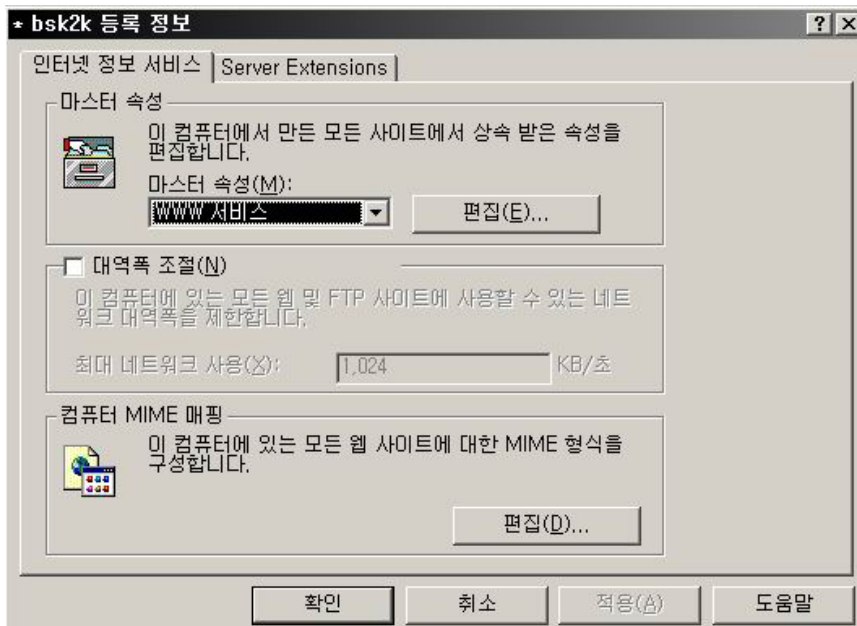 * bsk2k 등록 정보
인터넷 정보 서비스
Server Extensions
마스터 속성
이 컴퓨터에서 만든 모든 사이트에서 상속 받은 속성을
편집합니다.
마스터 속성(M):
WWW 서비스
편집(E)...
대역폭 조절(N)
이 컴퓨터에 있는 모든 웹 및 FTP 사이트에 사용할 수 있는 네트
워크 대역폭을 제한합니다.
최대 네트워크 사용(X):
1,024
KB/초
컴퓨터 MIME 매핑
이 컴퓨터에 있는 모든 웹 사이트에 대한 MIME 형식을
구성합니다.
편집(D)...
확인
취소
적용(A)
도움말